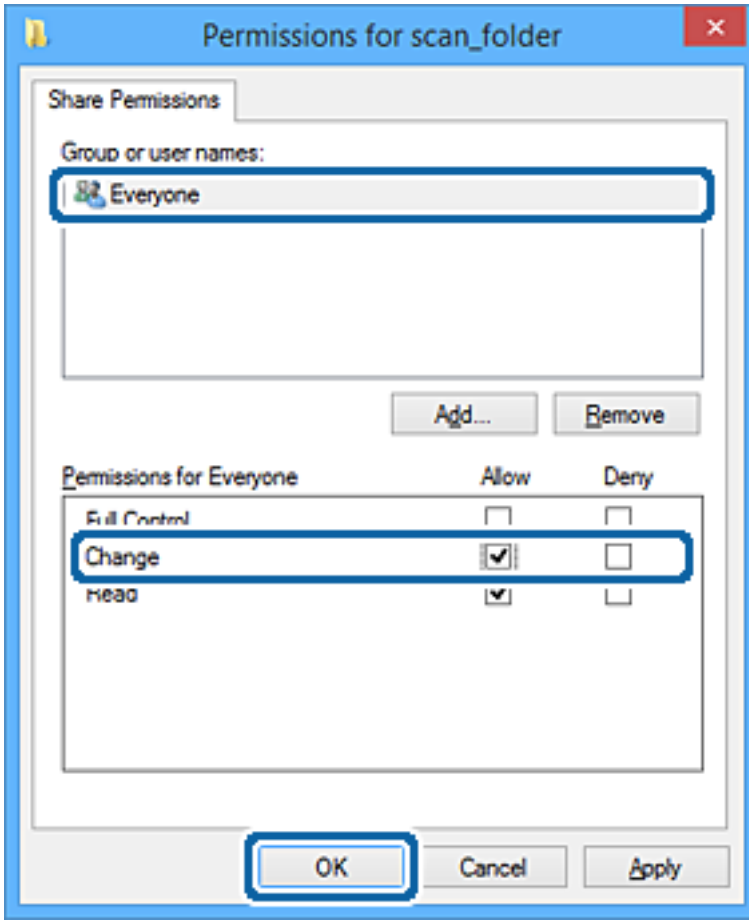 Permissions for scan_folder
Share Permissions
Group or user names:
Everyone
Add... Remove
Permissions for Everyone Allow Deny
Full Control
Change
Read
OK Cancel Apply